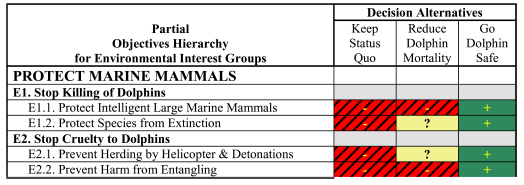 Decision Alternatives
Partial
Objectives Hierarchy
for Environmental Interest Groups
Keep
Status
Quo
Reduce
Dolphin
Mortality
Go
Dolphin
Safe
PROTECT MARINE MAMMALS
E1. Stop Killing of Dolphins
E1.1. Protect Intelligent Large Marine Mammals - - +
E1.2. Protect Species from Extinction - ? +
E2. Stop Cruelty to Dolphins
E2.1. Prevent Herding by Helicopter & Detonations - ? +
E2.2. Prevent Harm from Entangling - - +